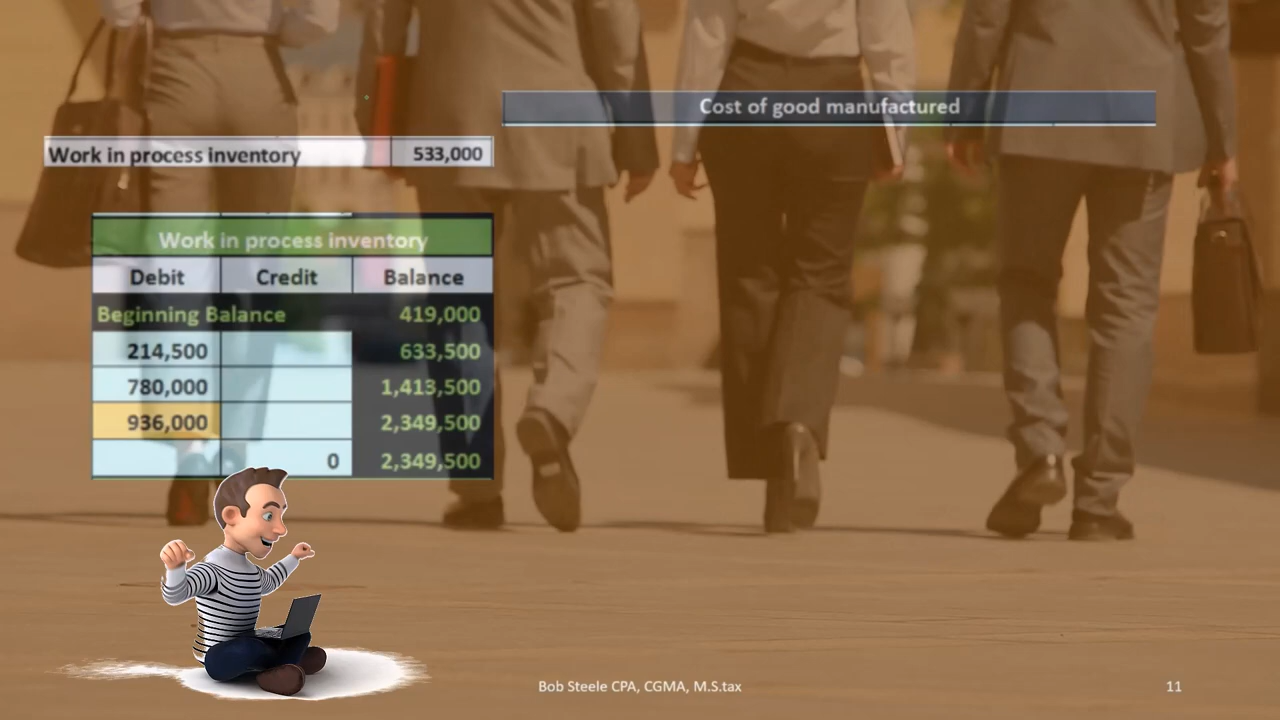 Cost of good manufactured
Work in process inventory 533,000
Work in process inventory
Debit Credit Balance
Beginning Balance 419,000
214,500 633,500
780,000 1,413,500
936,000 2,349,500
0 2,349,500
Bob Steele CPA, CGMA, M.S.tax 11